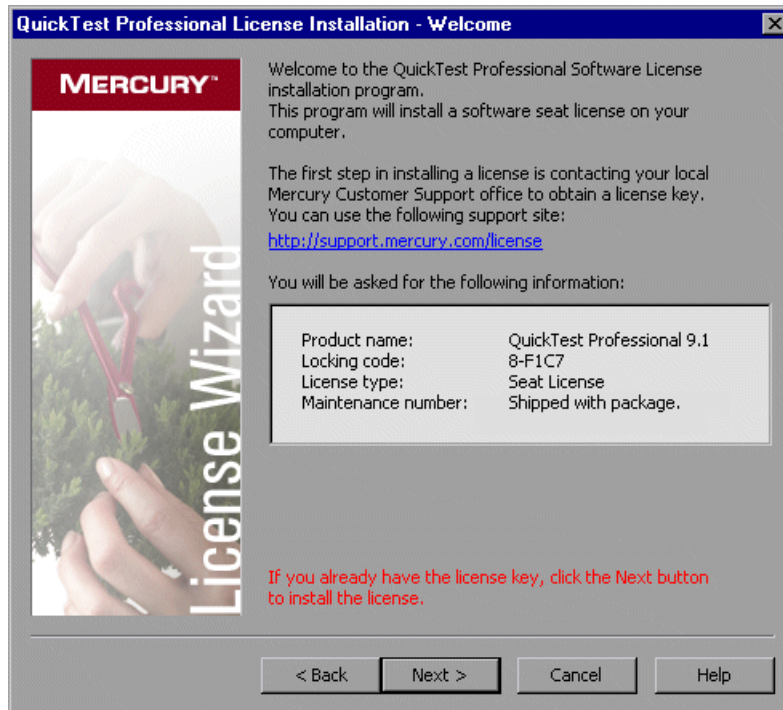 QuickTest Professional License Installation - Welcome
MERCURY™
License Wizard
Welcome to the QuickTest Professional Software License
installation program.
This program will install a software seat license on your
computer.
The first step in installing a license is contacting your local
Mercury Customer Support office to obtain a license key.
You can use the following support site:
http://support.mercury.com/license
You will be asked for the following information:
Product name: QuickTest Professional 9.1
Locking code: 8-F1C7
License type: Seat License
Maintenance number: Shipped with package.
If you already have the license key, click the Next button
to install the license.
< Back Next > Cancel Help